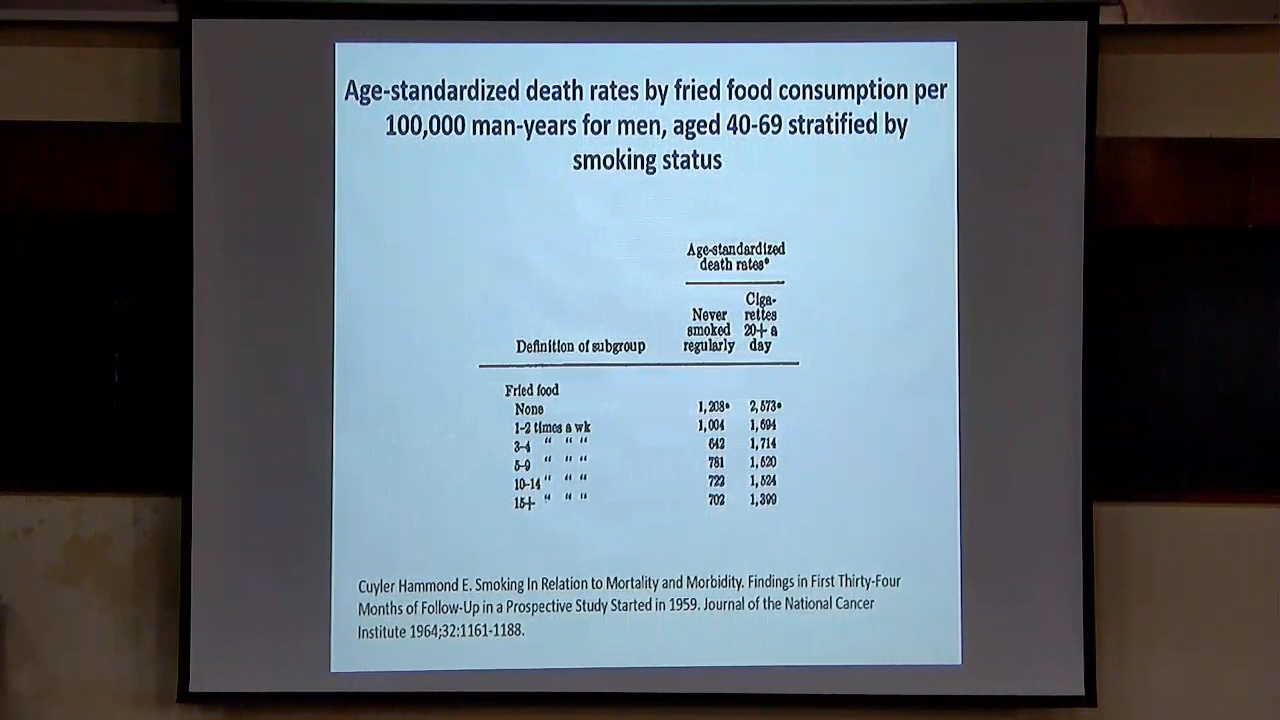 Age-standardized death rates by fried food consumption per
100,000 man-years for men, aged 40-69 stratified by
smoking status
Age-standardized
death rates*
Never
smoked
regularly
Ciga-
rettes
20+ a
day
Definition of subgroup
Fried food
None 1,208* 2,573*
1-2 times a wk 1,004 1,694
3-4 " " " 642 1,714
5-9 " " " 781 1,520
10-14 " " " 722 1,524
15+ " " " 702
Cuyler Hammond E. Smoking In Relation to Mortality and Morbidity. Findings in First Thirty-Four
Months of Follow-Up in a Prospective Study Started in 1959. Journal of the National Cancer
Institute 1964;32:1161-1188.